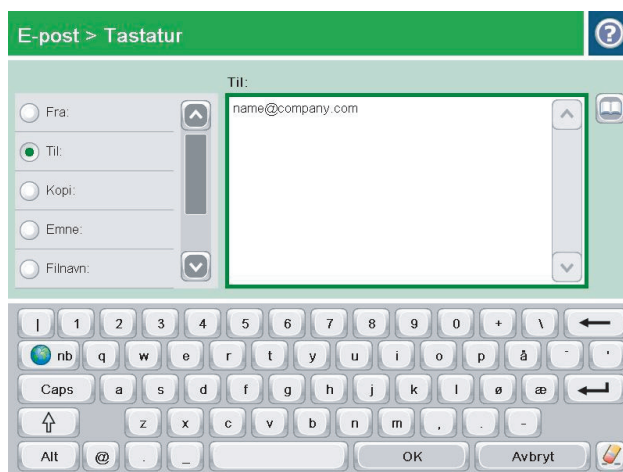 E-post > Tastatur
?
Til:
Fra:
Til:
Kopi:
Emne:
Filnavn:
name@company.com
| 1 2 3 4 5 6 7 8 9 0 + \
nb q w e r t y u i o p å ¨ '
Caps a s d f g h j k l ø æ
z x c v b n m , . -
Alt @ . _ OK Avbryt